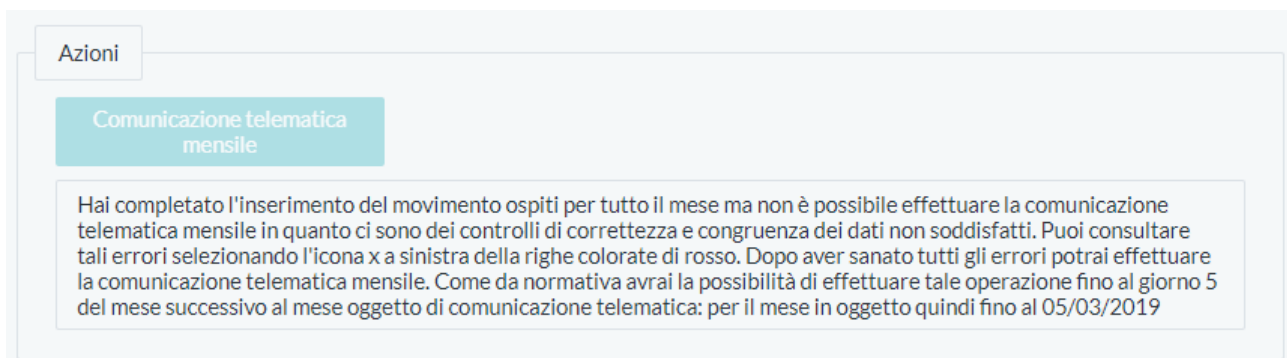 Azioni
Comunicazione telematica
mensile
Hai completato l'inserimento del movimento ospiti per tutto il mese ma non è possibile effettuare la comunicazione
telematica mensile in quanto ci sono dei controlli di correttezza e congruenza dei dati non soddisfatti. Puoi consultare
tali errori selezionando l'icona x a sinistra della righe colorate di rosso. Dopo aver sanato tutti gli errori potrai effettuare
la comunicazione telematica mensile. Come da normativa avrai la possibilità di effettuare tale operazione fino al giorno 5
del mese successivo al mese oggetto di comunicazione telematica: per il mese in oggetto quindi fino al 05/03/2019